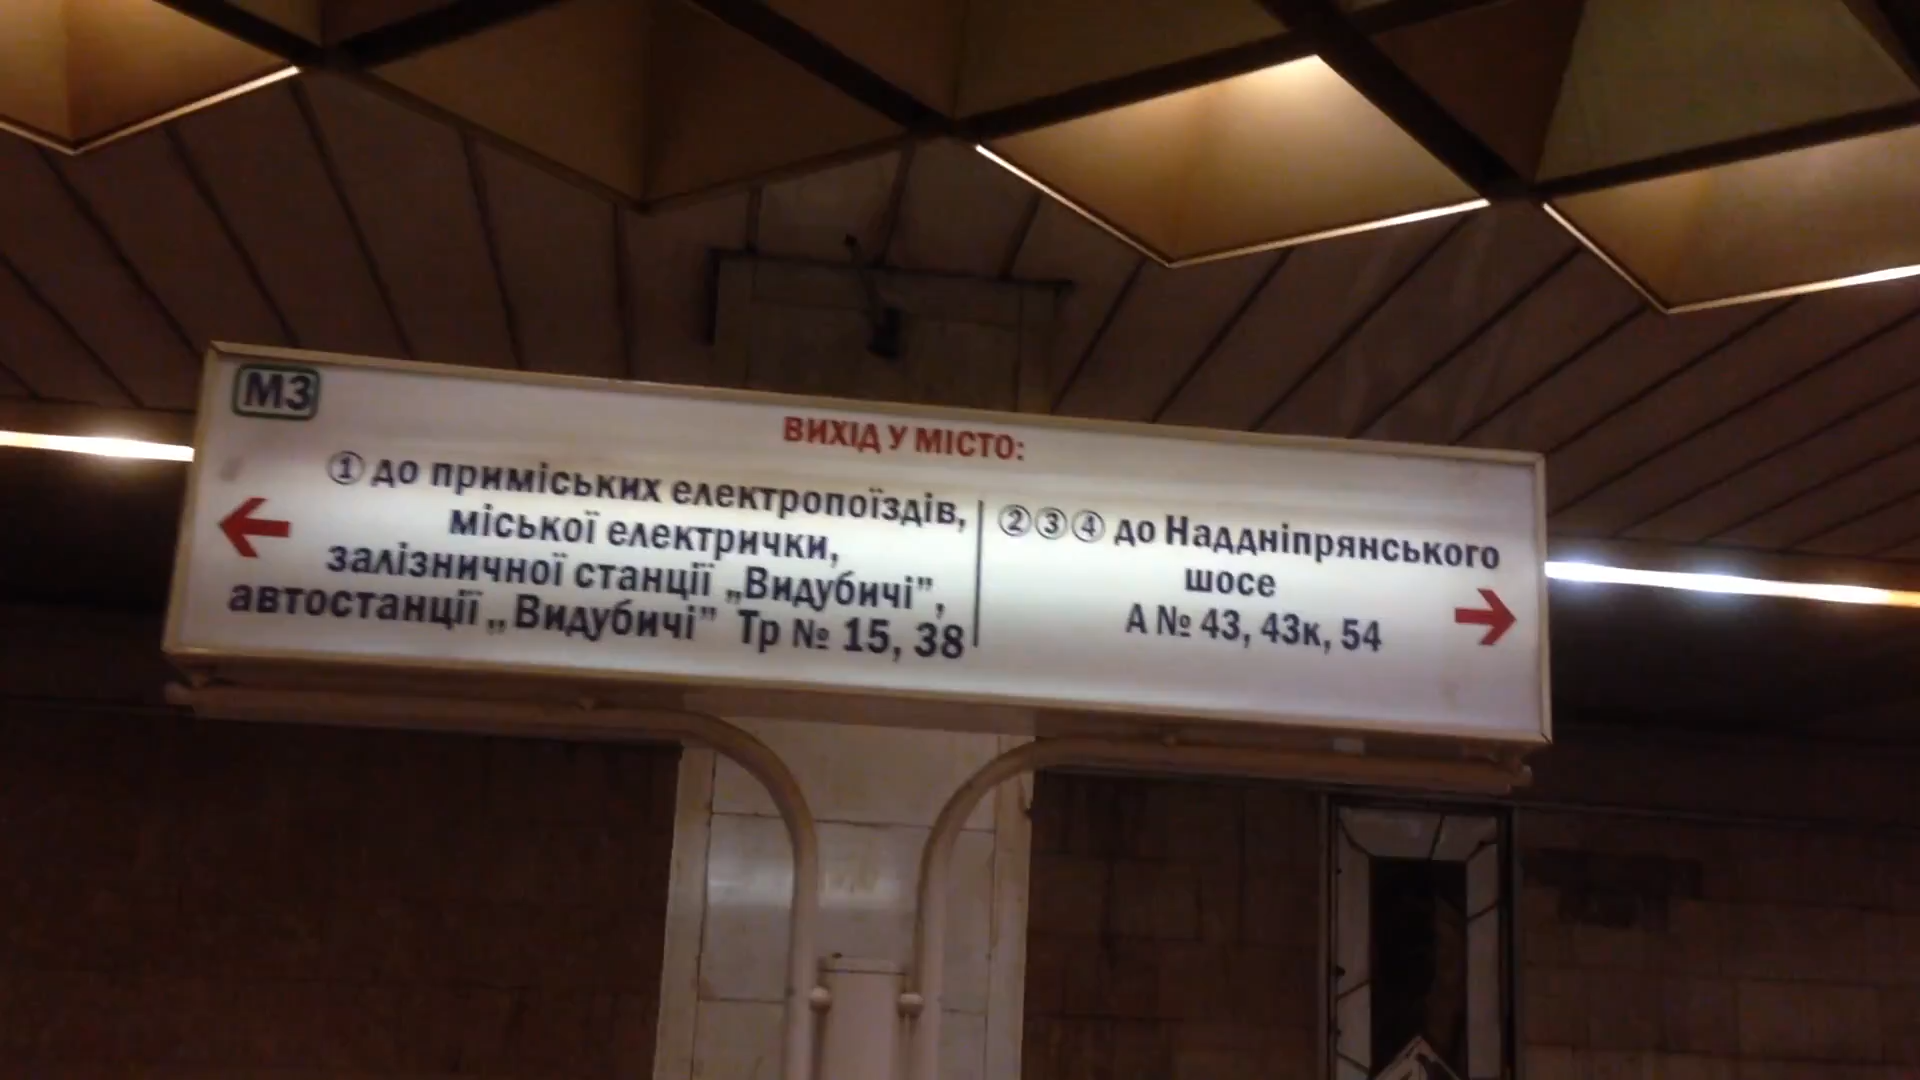 М3
ВИХІД У МІСТО:
① до приміських електропоїздів,
міської електрички,
залізничної станції „Видубичі”,
автостанції „Видубичі” Тр № 15, 38
②③④ до Наддніпрянського
шосе
А № 43, 43к, 54